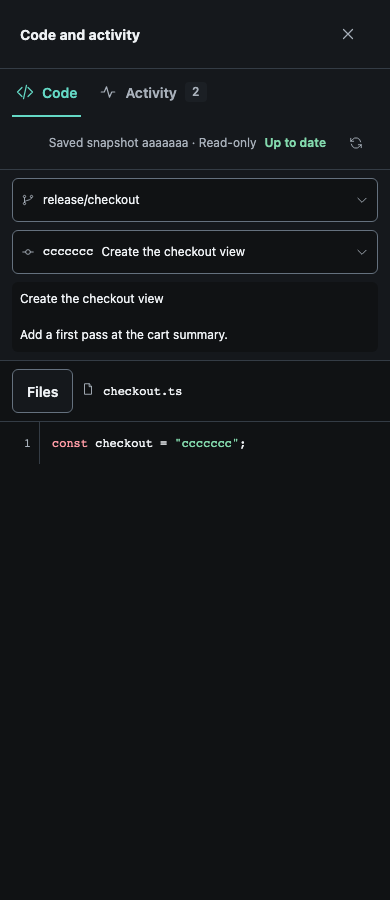 Code and activity
Code
Activity 2
Saved snapshot aaaaaaa · Read-only Up to date
release/checkout
ccccccc Create the checkout view
Create the checkout view
Add a first pass at the cart summary.
Files
checkout.ts
1 const checkout = "ccccccc";